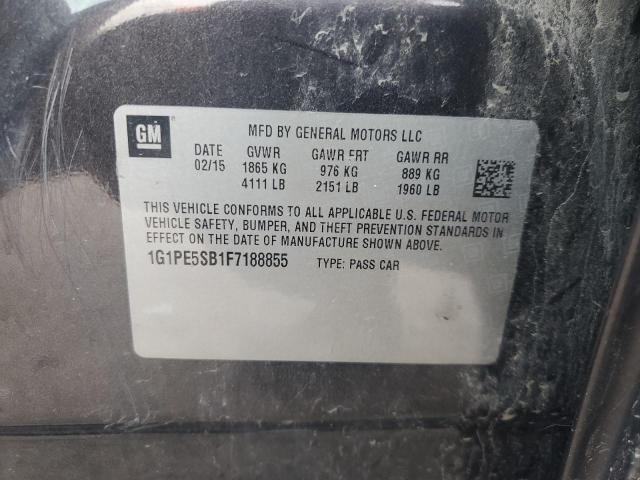 GM
MFD BY GENERAL MOTORS LLC
DATE GVWR GAWR FRT GAWR RR
02/15 1865 KG 976 KG 889 KG
4111 LB 2151 LB 1960 LB
THIS VEHICLE CONFORMS TO ALL APPLICABLE U.S. FEDERAL MOTOR
VEHICLE SAFETY, BUMPER, AND THEFT PREVENTION STANDARDS IN
EFFECT ON THE DATE OF MANUFACTURE SHOWN ABOVE.
1G1PE5SB1F7188855 TYPE: PASS CAR